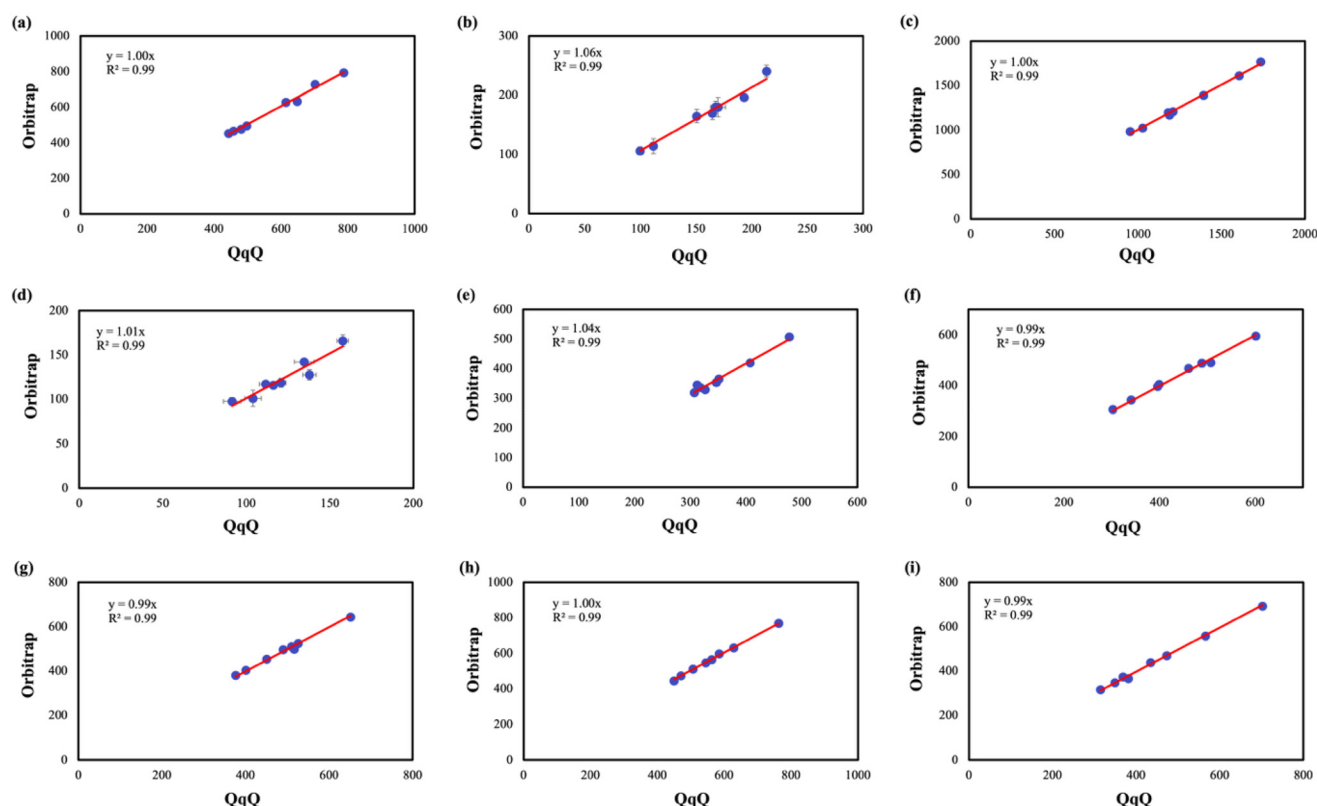 (a)
y = 1.00x
R² = 0.99
1000
800
600
400
200
0
0 200 400 600 800 1000
Orbitrap
QqQ
(b)
y = 1.06x
R² = 0.99
300
200
100
0
0 50 100 150 200 250 300
Orbitrap
QqQ
(c)
y = 1.00x
R² = 0.99
2000
1500
1000
500
0
0 500 1000 1500 2000
Orbitrap
QqQ
(d)
y = 1.01x
R² = 0.99
200
150
100
50
0
0 50 100 150 200
Orbitrap
QqQ
(e)
y = 1.04x
R² = 0.99
600
500
400
300
200
100
0
0 100 200 300 400 500 600
Orbitrap
QqQ
(f)
y = 0.99x
R² = 0.99
600
400
200
0
0 200 400 600
Orbitrap
QqQ
(g)
y = 0.99x
R² = 0.99
800
600
400
200
0
0 200 400 600 800
Orbitrap
QqQ
(h)
y = 1.00x
R² = 0.99
1000
800
600
400
200
0
0 200 400 600 800 1000
Orbitrap
QqQ
(i)
y = 0.99x
R² = 0.99
800
600
400
200
0
0 200 400 600 800
Orbitrap
QqQ